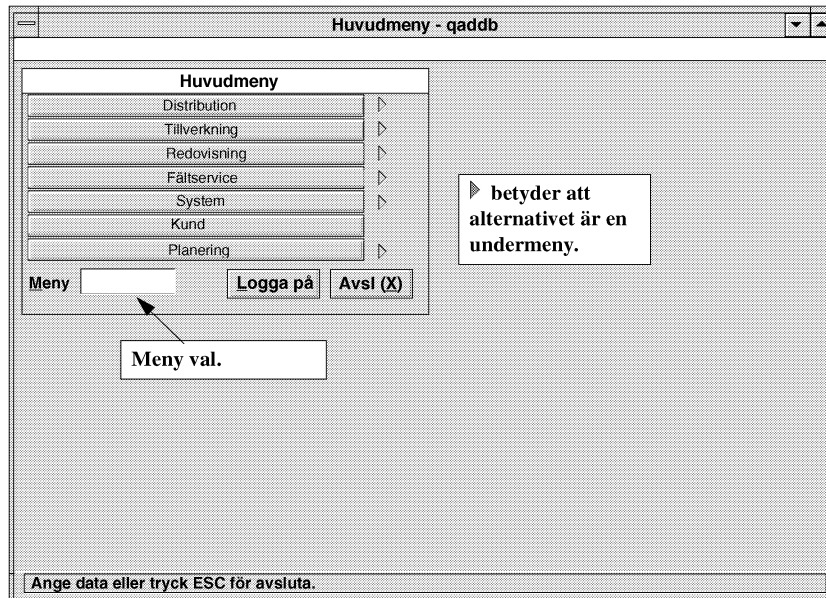 Huvudmeny - qaddb
Huvudmeny
Distribution
Tillverkning
Redovisning
Fältservice
System
Kund
Planering
Meny
Logga på
Avsl (X)
betyder att
alternativet är en
undermeny.
Meny val.
Ange data eller tryck ESC för avsluta.